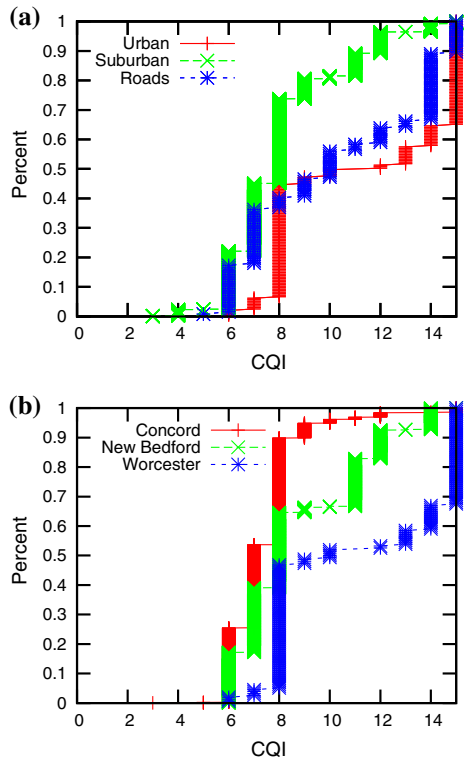 (a)
Urban
Suburban
Roads
Percent
1
0.9
0.8
0.7
0.6
0.5
0.4
0.3
0.2
0.1
0
0 2 4 6 8 10 12 14
CQI
(b)
Concord
New Bedford
Worcester
Percent
1
0.9
0.8
0.7
0.6
0.5
0.4
0.3
0.2
0.1
0
0 2 4 6 8 10 12 14
CQI